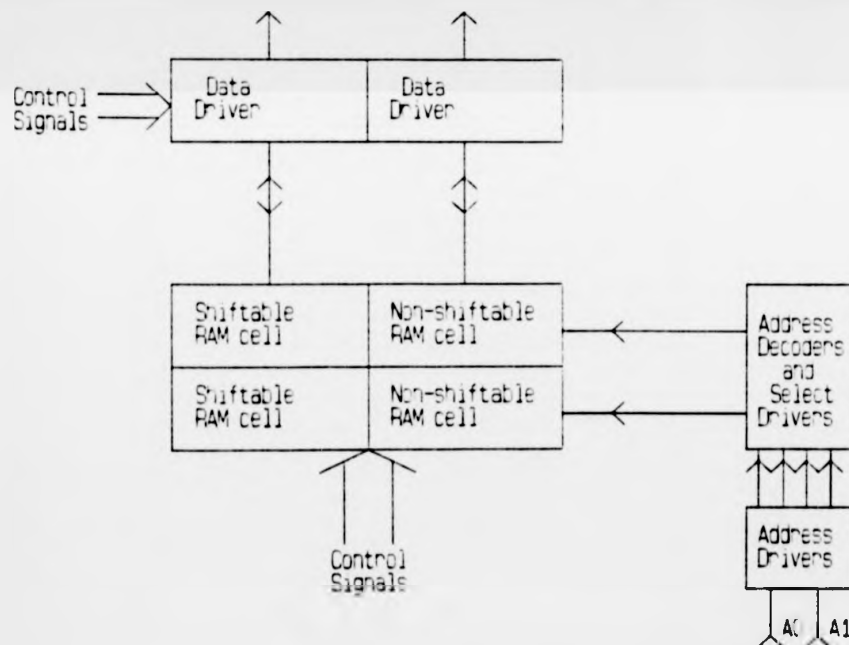 Data
Driver
Data
Driver
Control
Signals
Shiftable
RAM cell
Non-shiftable
RAM cell
Shiftable
RAM cell
Non-shiftable
RAM cell
Address
Decoders
and
Select
Drivers
Control
Signals
Address
Drivers
A0 A1